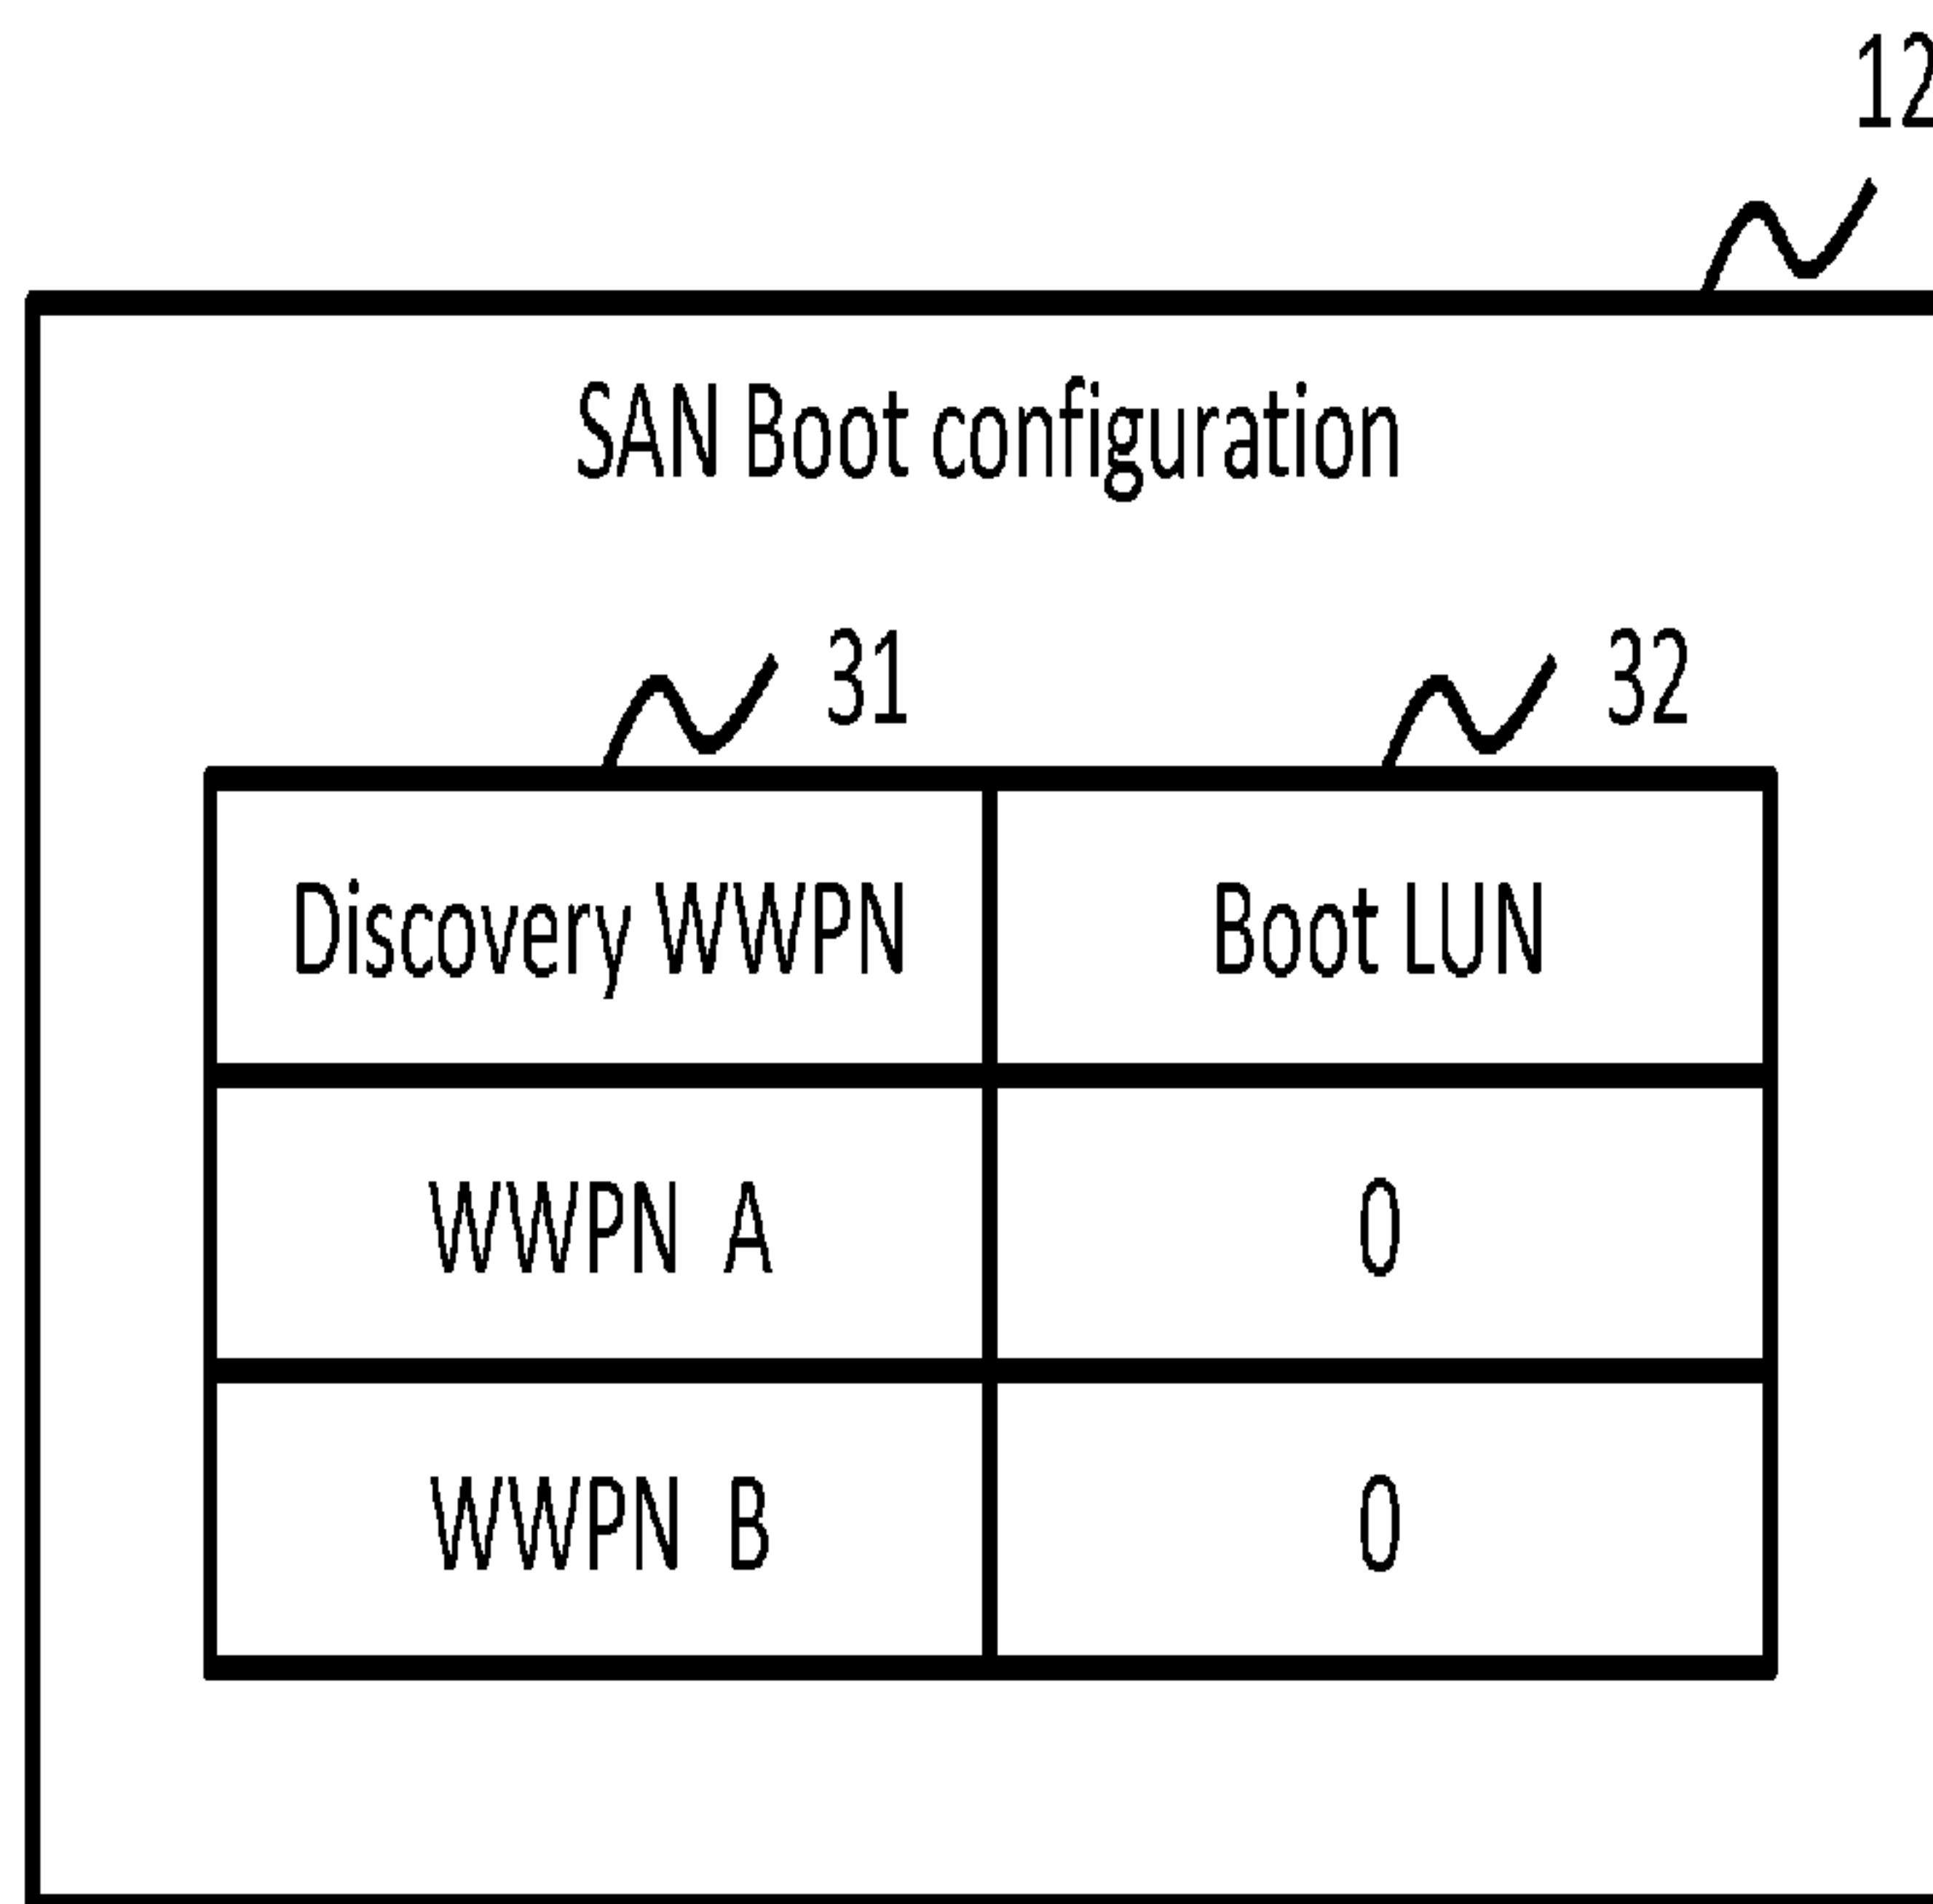 12
SAN Boot configuration
31 32
Discovery WWPN Boot LUN
WWPN A 0
WWPN B 0